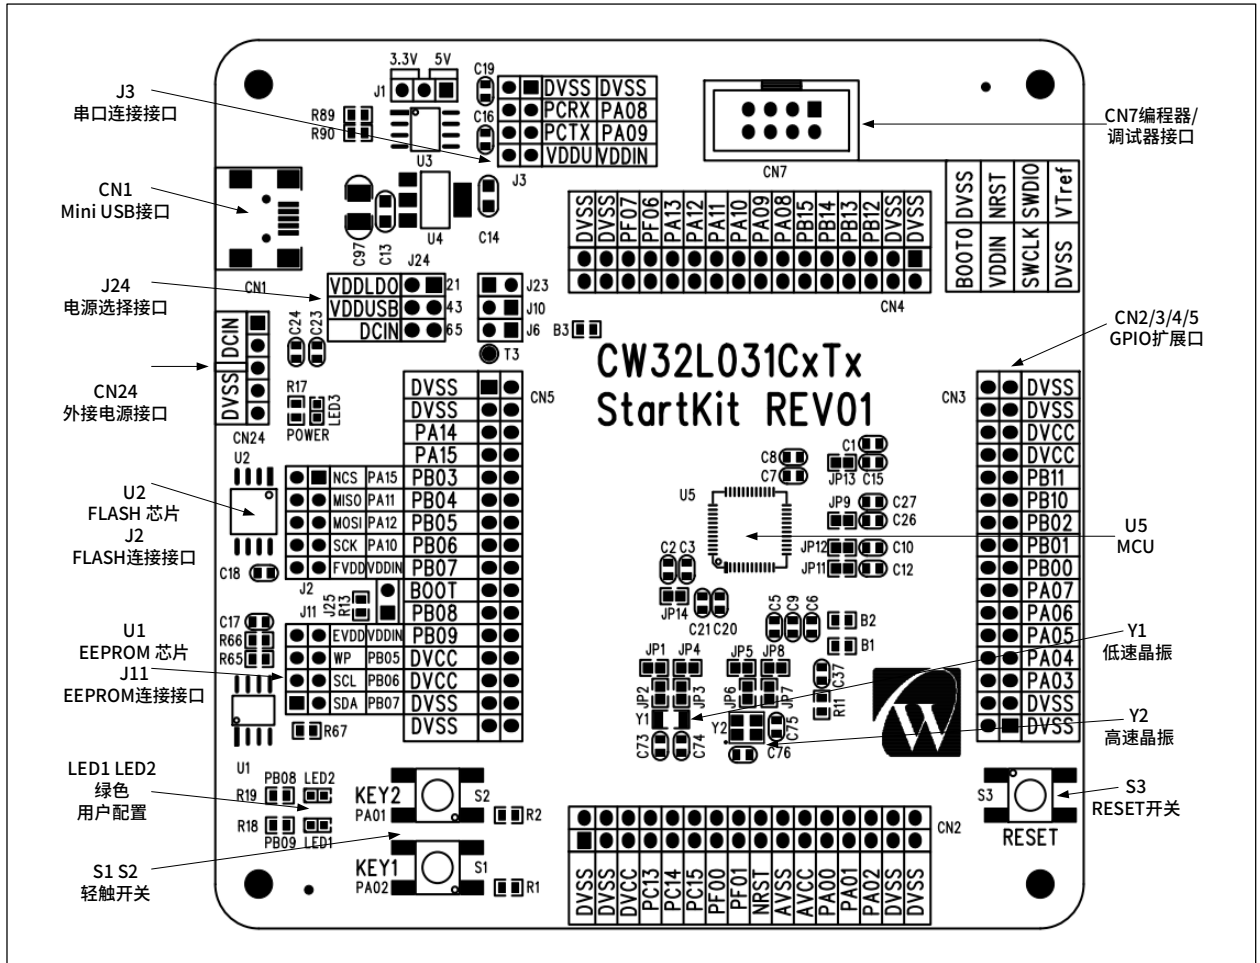 3.3V 5V
J1
C19
R89
R90
C16
U3
DVSS DVSS
PCRX PA08
PCTX PA09
VDDU VDDIN
J3
J3
串口连接接口
CN7
CN7编程器/
调试器接口
BOOT0 DVSS
VDDIN NRST
SWCLK SWDIO
DVSS VTref
CN1
Mini USB接口
CN1
C97
C13
U4
C14
DVSS
DVSS
PF07
PF06
PA13
PA12
PA11
PA10
PA09
PA08
PB15
PB14
PB13
PB12
DVSS
DVSS
CN4
J24
电源选择接口
J24
VDDLDO 21
VDDUSB 43
DCIN 65
J23
J10
J6
B3
T3
CN2/3/4/5
GPIO扩展口
DCIN
DVSS
CN24
外接电源接口
CN24
C24
C23
R17
LED3
POWER
CW32L031CxTx
StartKit REV01
CN5
DVSS
DVSS
PA14
PA15
PB03
PB04
PB05
PB06
PB07
BOOT
PB08
PB09
DVCC
DVCC
DVSS
DVSS
CN3
DVSS
DVSS
DVCC
DVCC
PB11
PB10
PB02
PB01
PB00
PA07
PA06
PA05
PA04
PA03
DVSS
DVSS
U2
U2
FLASH 芯片
J2
FLASH连接接口
NCS PA15
MISO PA11
MOSI PA12
SCK PA10
FVDD VDDIN
C18
J2
J25
R13
J11
C1
C8
C7
JP13
C15
U5
JP9
C27
C26
C2
C3
JP12
C10
JP11
C12
JP14
C21
C20
C5
C9
C6
B2
B1
U5
MCU
C17
R66
R65
U1
EEPROM 芯片
J11
EEPROM连接接口
EVDD VDDIN
WP PB05
SCL PB06
SDA PB07
R67
U1
JP1
JP4
JP5
JP8
JP2
JP3
JP6
JP7
C37
R11
Y1
Y2
C73
C74
C75
C76
W
Y1
低速晶振
Y2
高速晶振
LED1 LED2
绿色
用户配置
PB08 LED2
R19
R18
PB09 LED1
KEY2
PA01
S2
R2
KEY1
PA02
S1
R1
S1 S2
轻触开关
S3
RESET
S3
RESET开关
CN2
DVSS
DVSS
DVCC
PC13
PC14
PC15
PF00
PF01
NRST
AVSS
AVCC
PA00
PA01
PA02
DVSS
DVSS